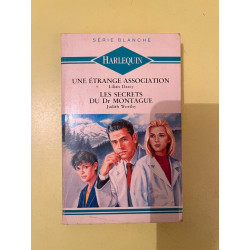 SÉRIE BLANCHE
HARLEQUIN
UNE ÉTRANGE ASSOCIATION
Lilian Darcy
LES SECRETS
DU Dr MONTAGUE
Judith Worthy